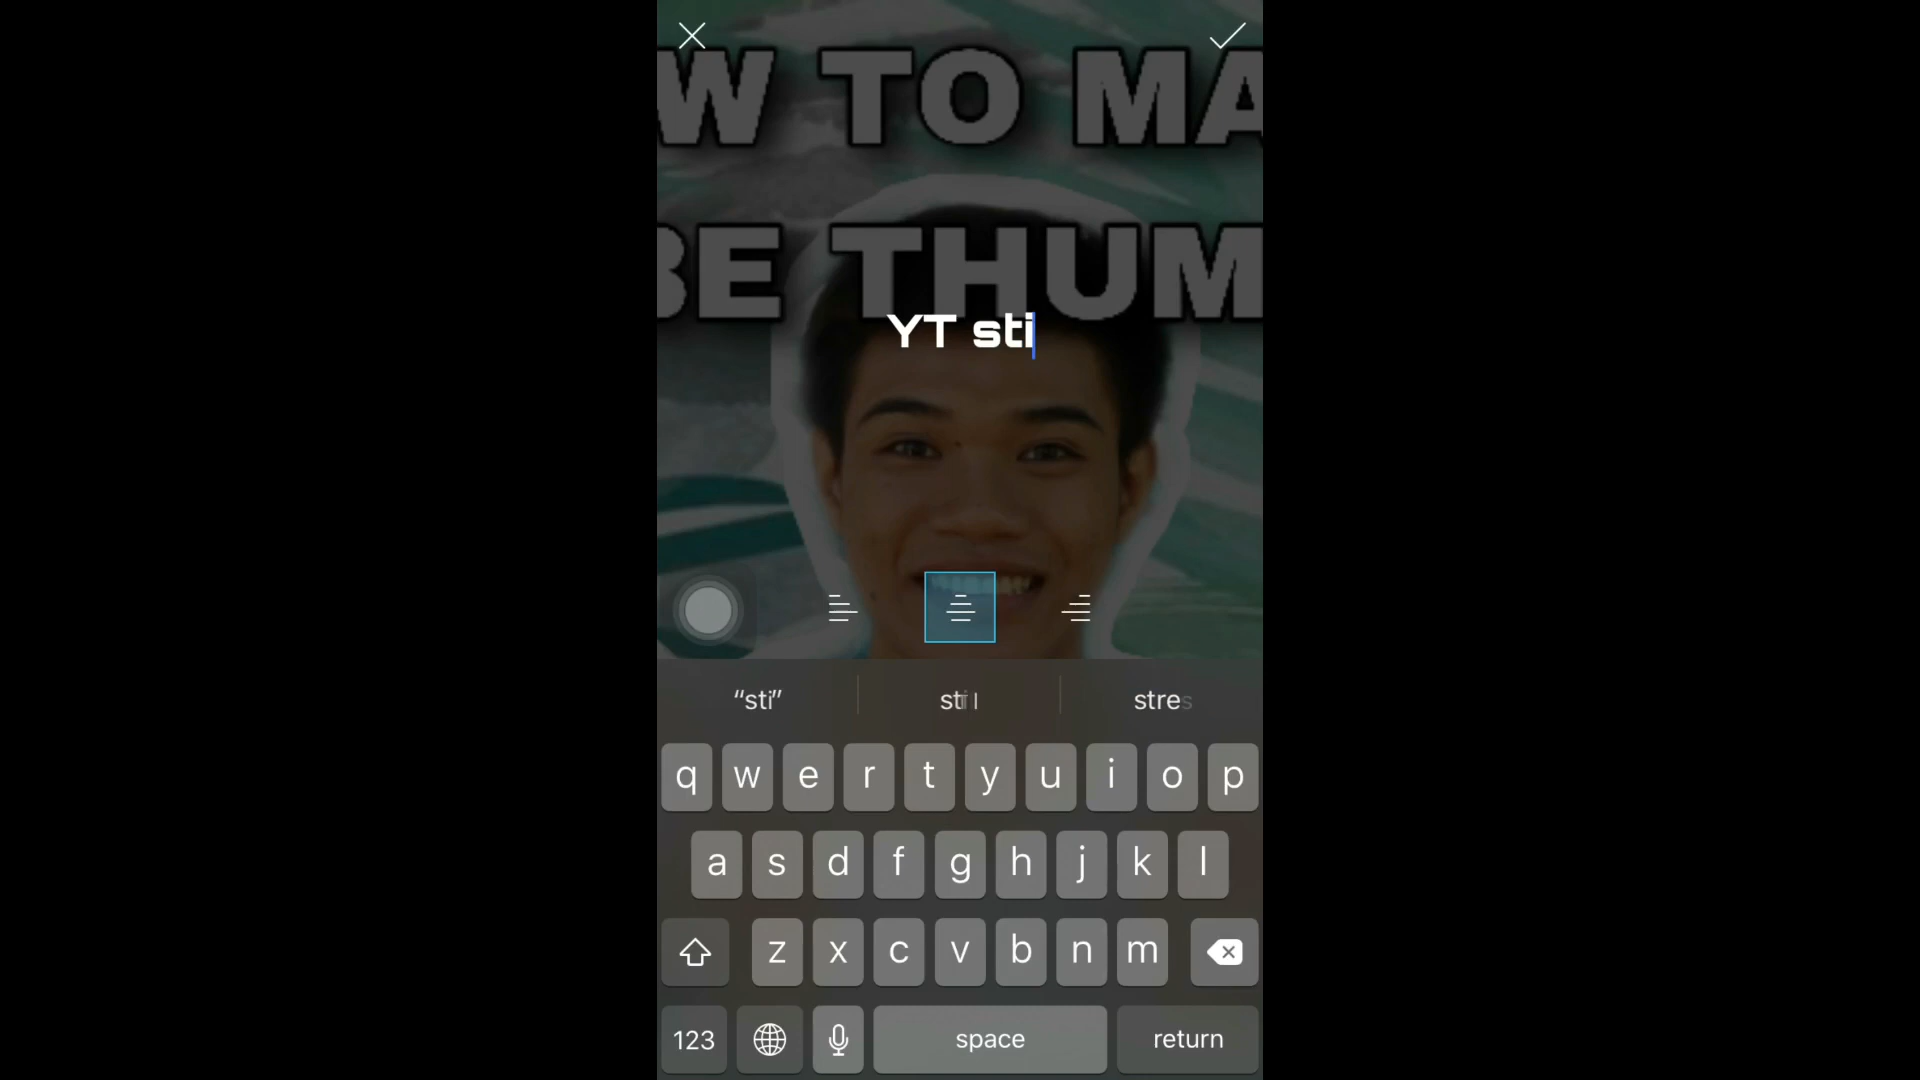 W TO MA
BE THUM
YT sti
“sti” sti stres
q w e r t y u i o p
a s d f g h j k l
z x c v b n m
123 space return